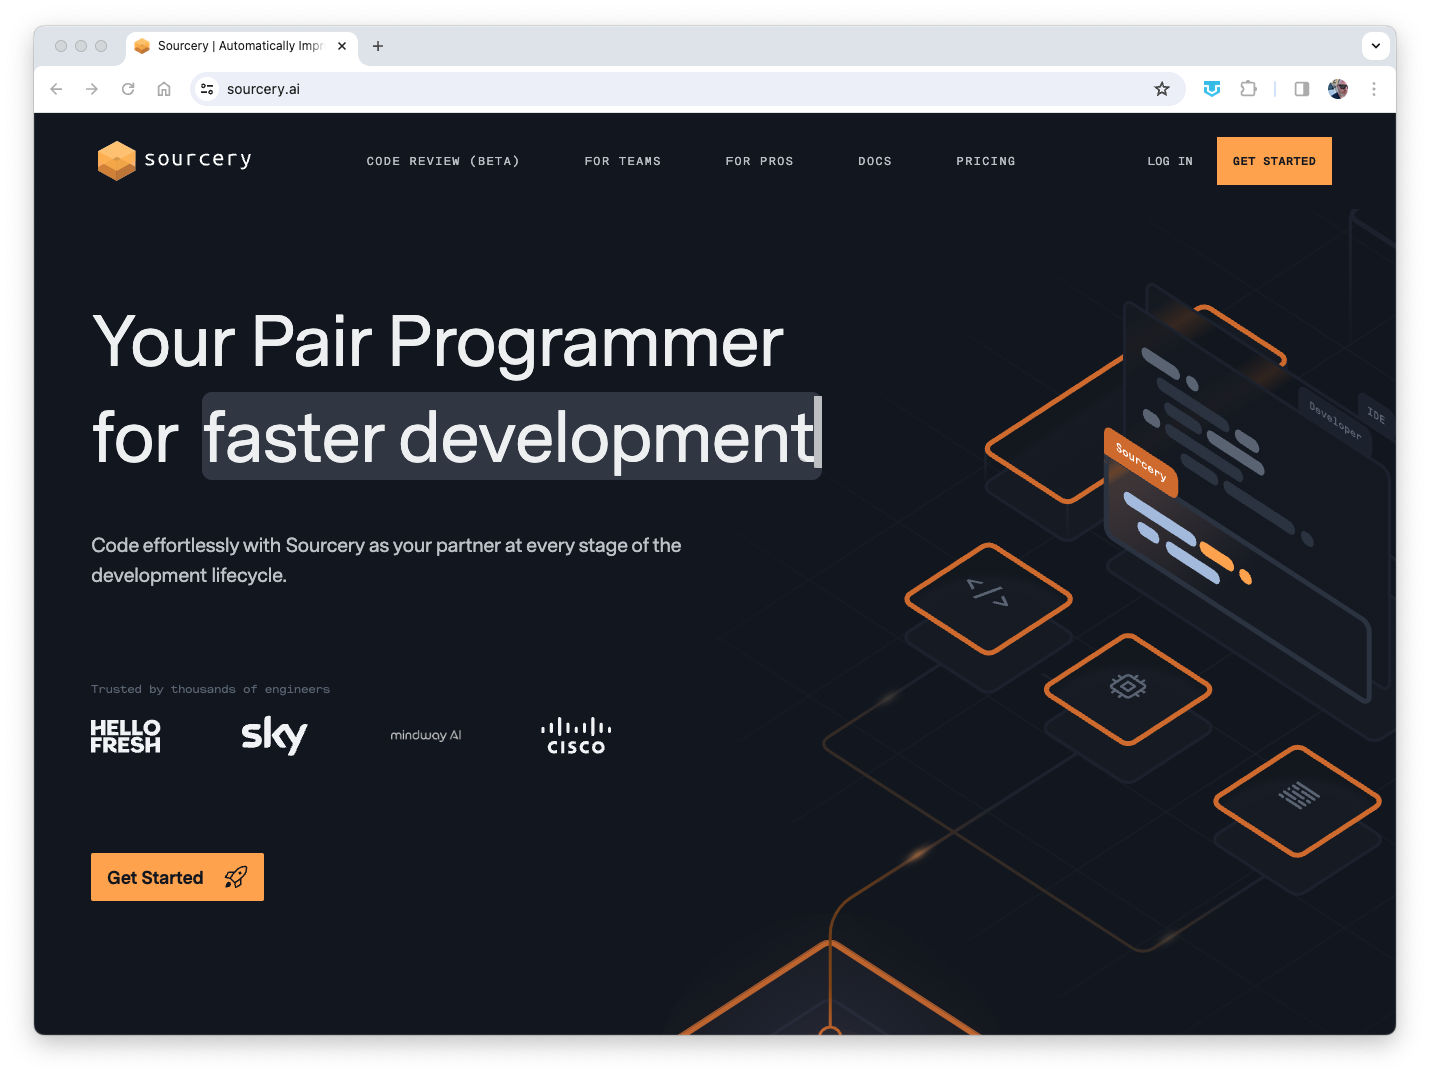 Sourcery | Automatically Impr
sourcery.ai
sourcery
CODE REVIEW (BETA)
FOR TEAMS
FOR PROS
DOCS
PRICING
LOG IN
GET STARTED
Your Pair Programmer
for faster development
Developer
IDE
Sourcery
Code effortlessly with Sourcery as your partner at every stage of the
development lifecycle.
</>
Trusted by thousands of engineers
HELLO
FRESH
sky
mindway AI
CISCO
Get Started